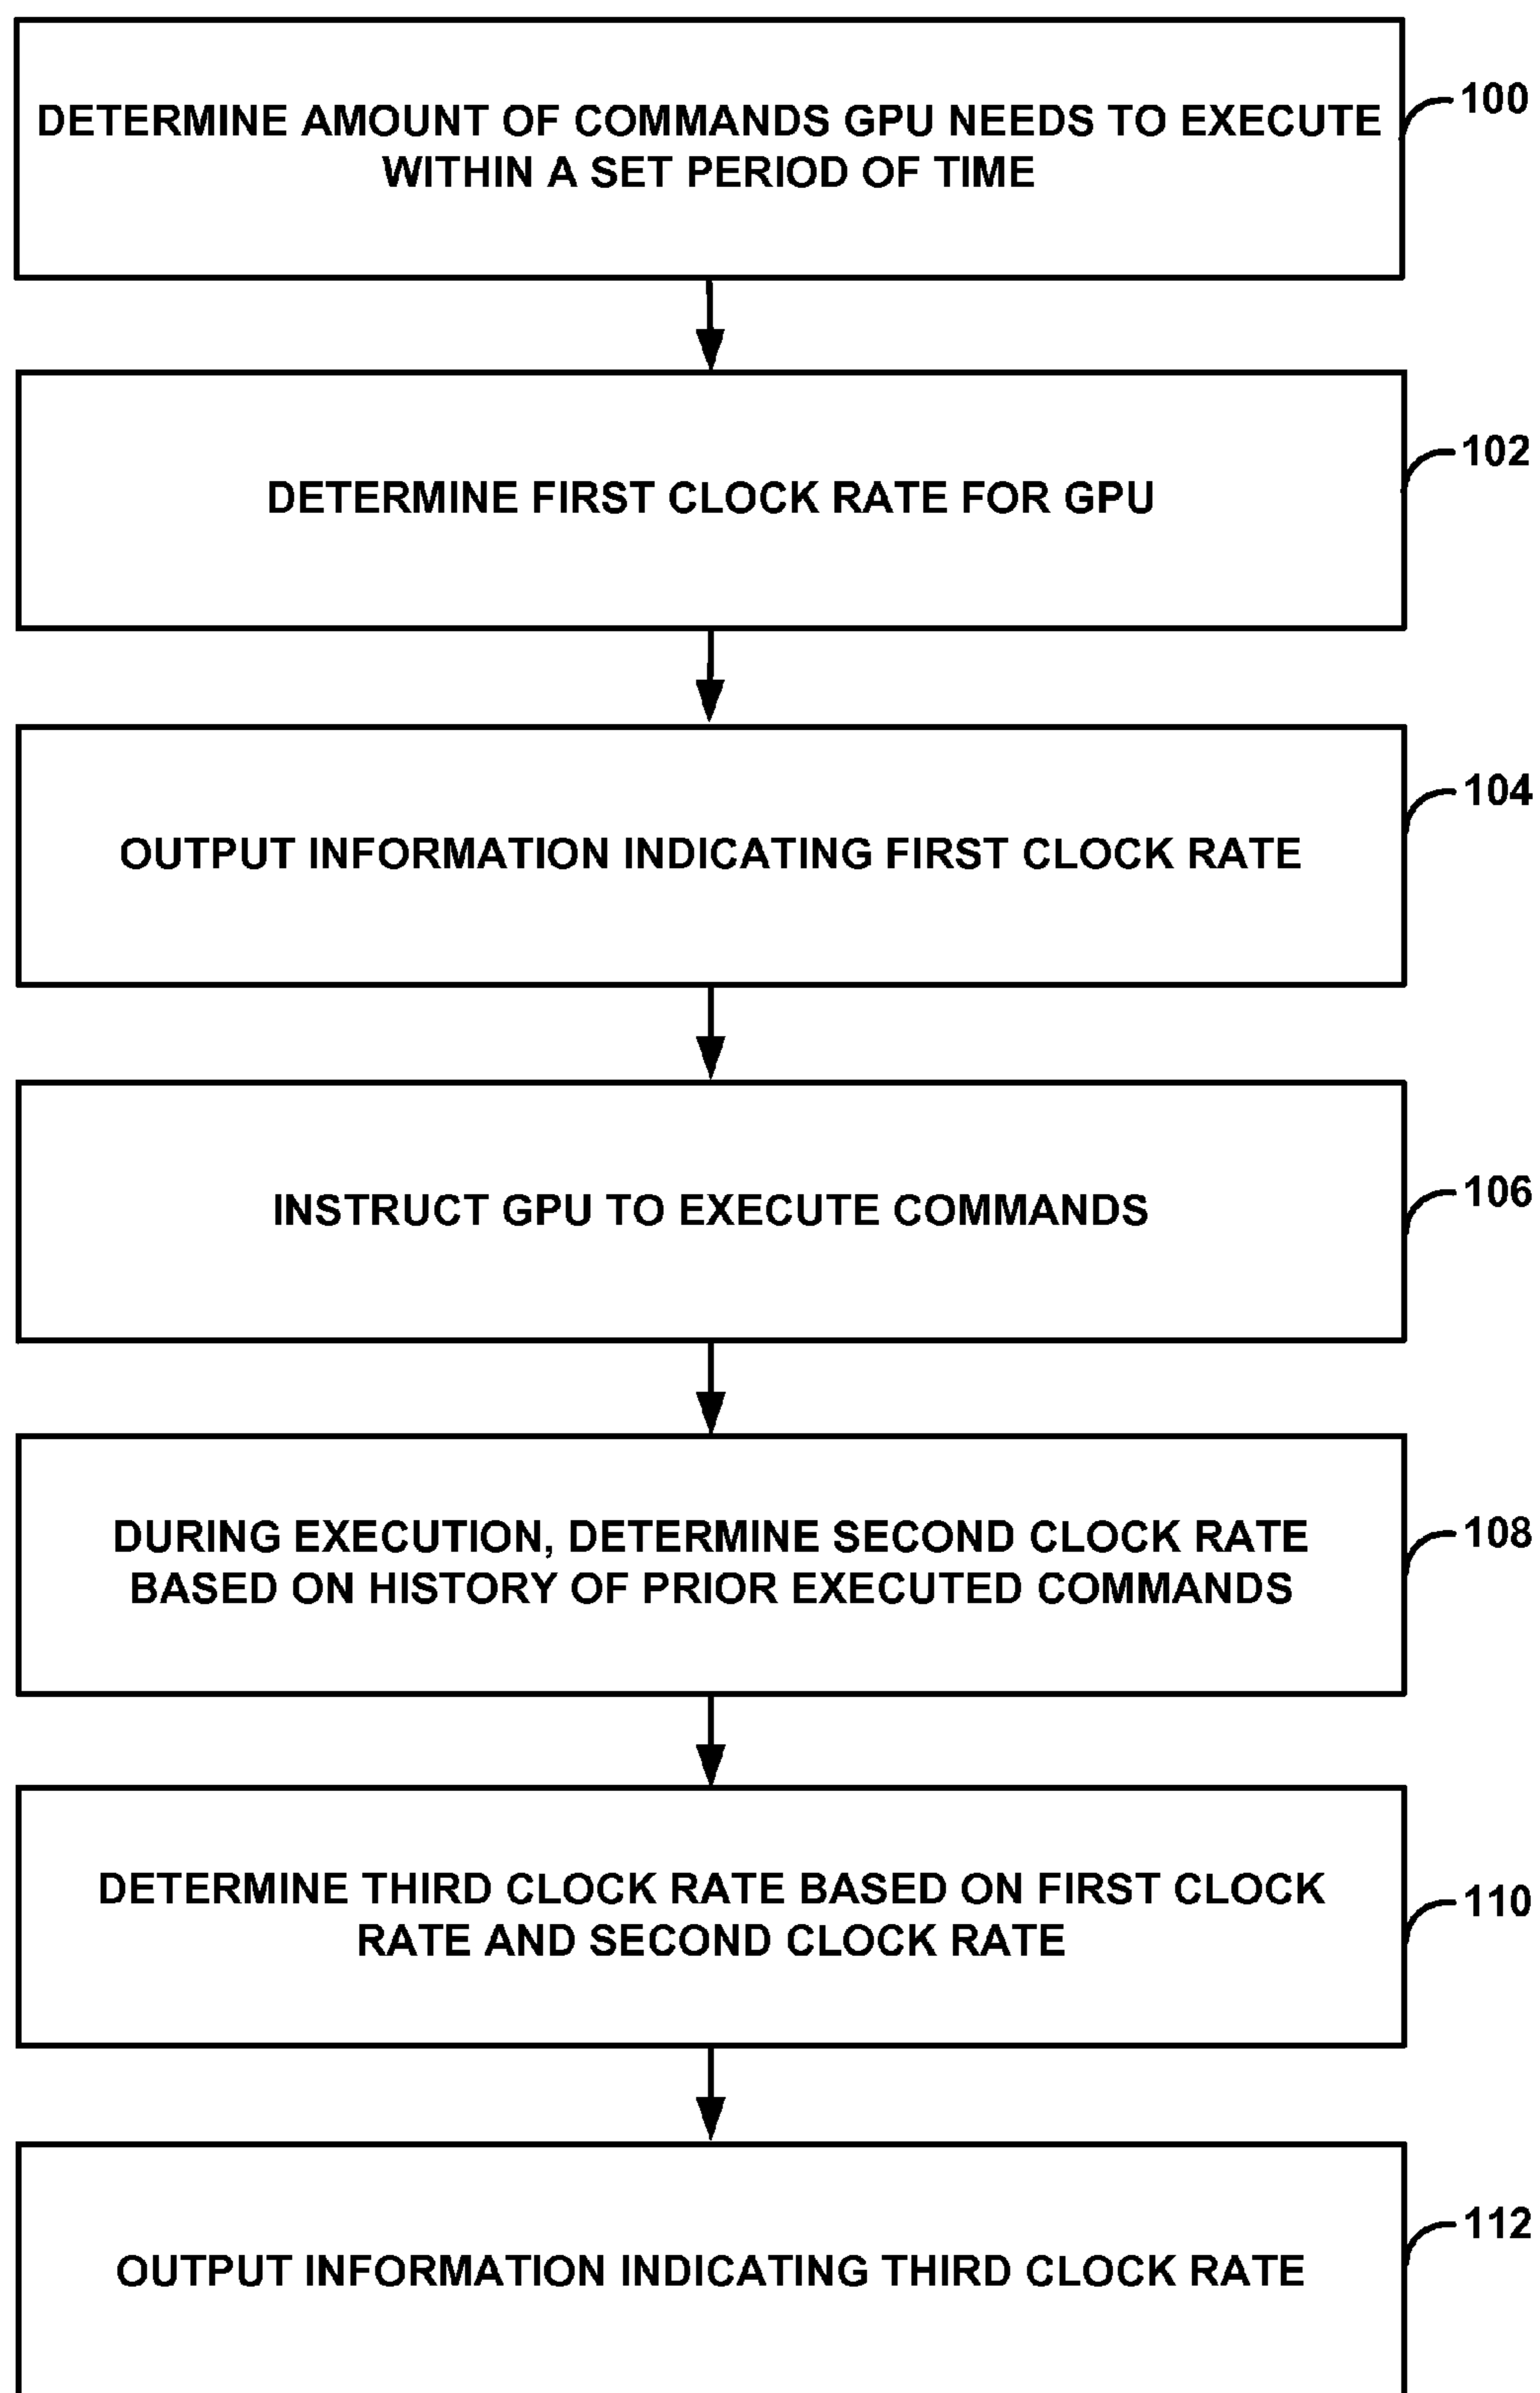 DETERMINE AMOUNT OF COMMANDS GPU NEEDS TO EXECUTE
WITHIN A SET PERIOD OF TIME
100
DETERMINE FIRST CLOCK RATE FOR GPU
102
OUTPUT INFORMATION INDICATING FIRST CLOCK RATE
104
INSTRUCT GPU TO EXECUTE COMMANDS
106
DURING EXECUTION, DETERMINE SECOND CLOCK RATE
BASED ON HISTORY OF PRIOR EXECUTED COMMANDS
108
DETERMINE THIRD CLOCK RATE BASED ON FIRST CLOCK
RATE AND SECOND CLOCK RATE
110
OUTPUT INFORMATION INDICATING THIRD CLOCK RATE
112